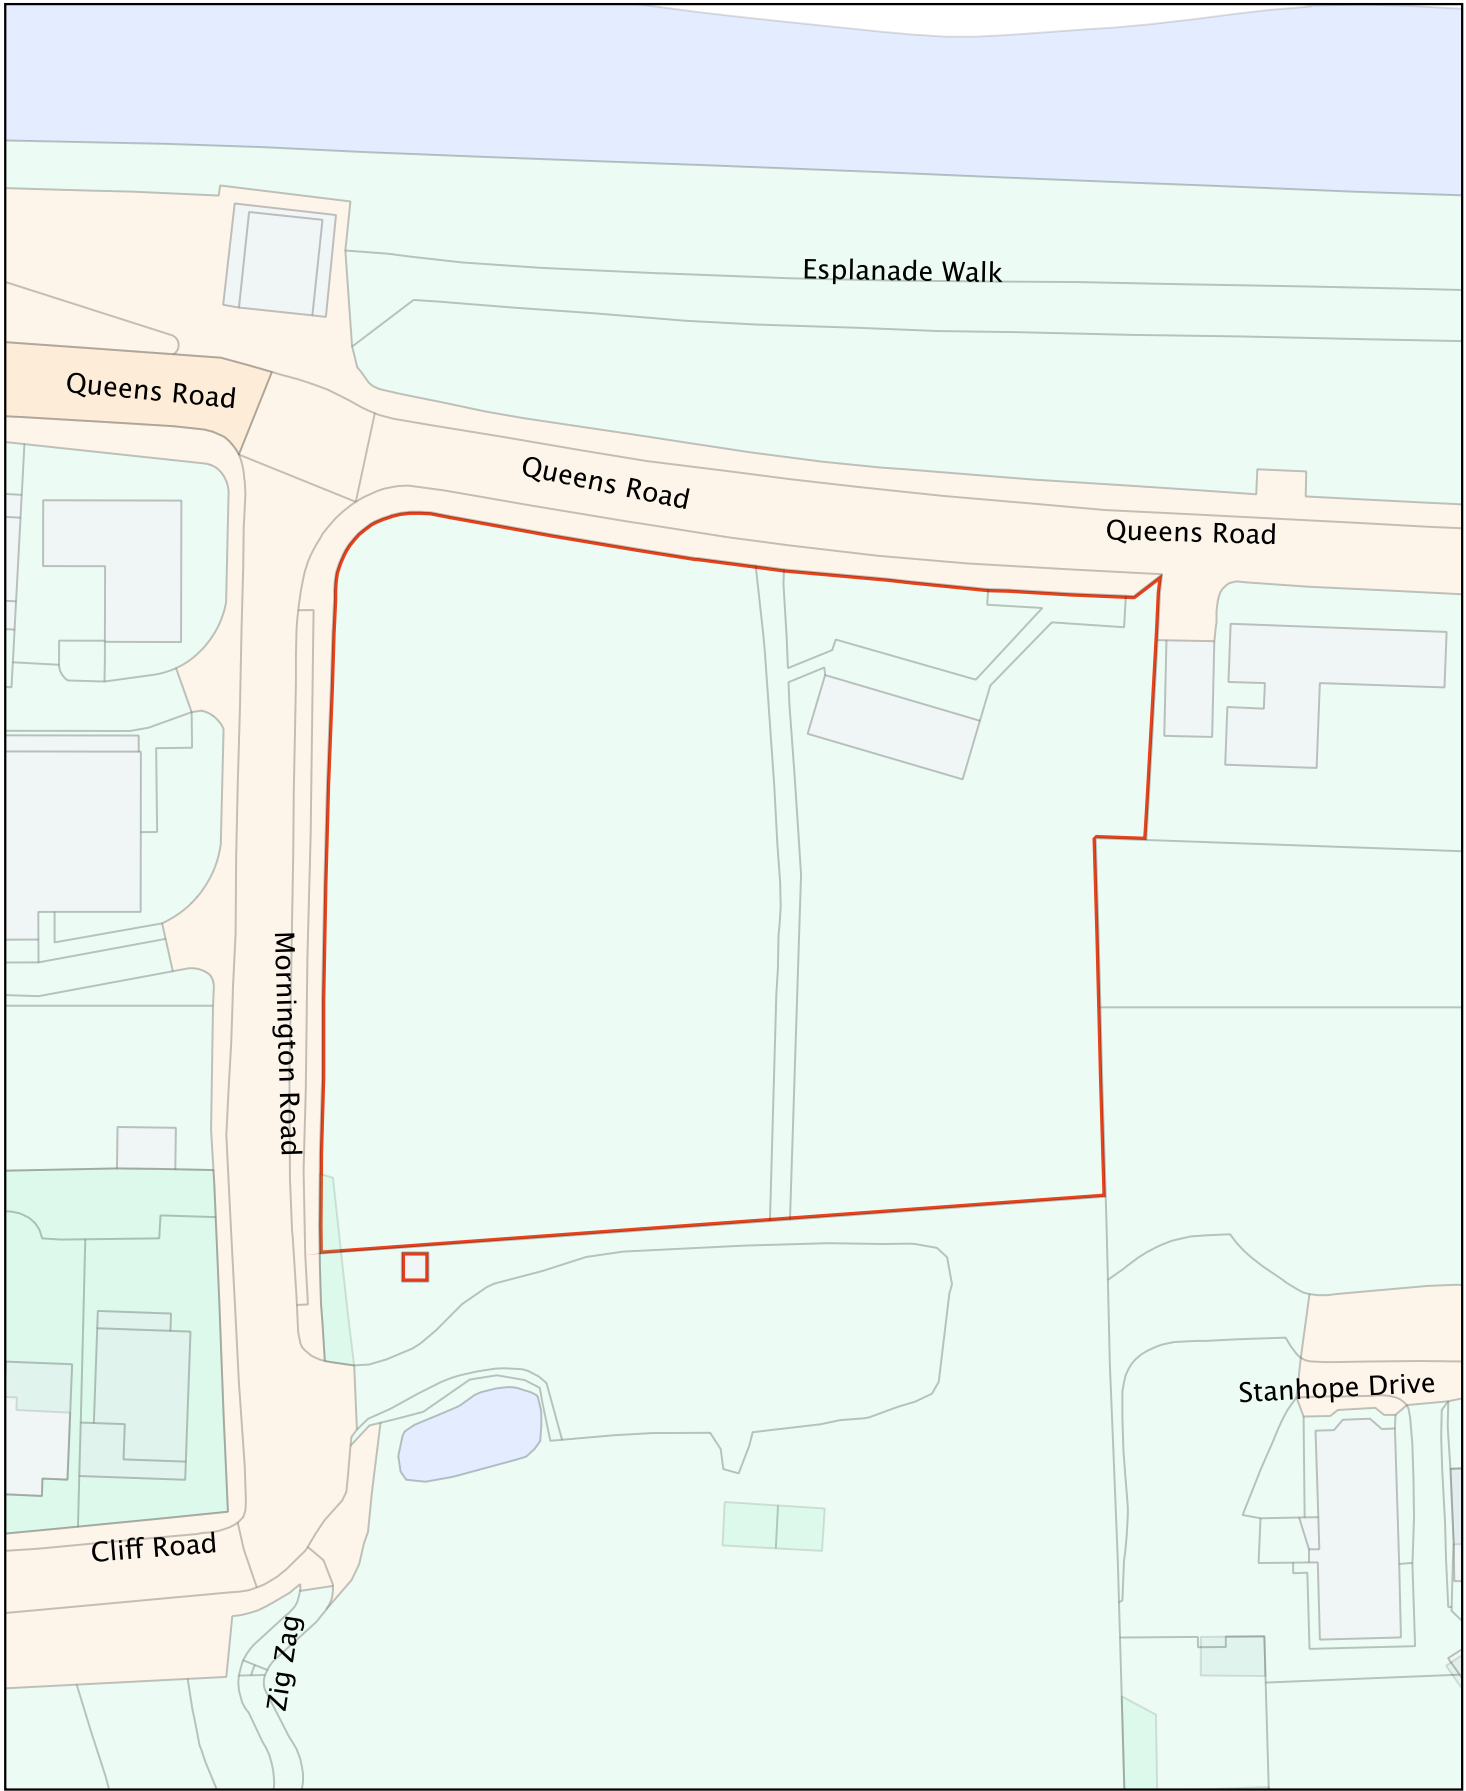 Esplanade Walk
Queens Road
Queens Road
Queens Road
Mornington Road
Stanhope Drive
Cliff Road
Zig Zag